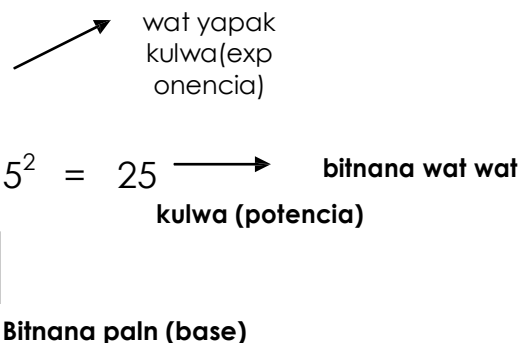 wat yapak
kulwa(exp
onencia)
5² = 25
bitnana wat wat
kulwa (potencia)
Bitnana paln (base)